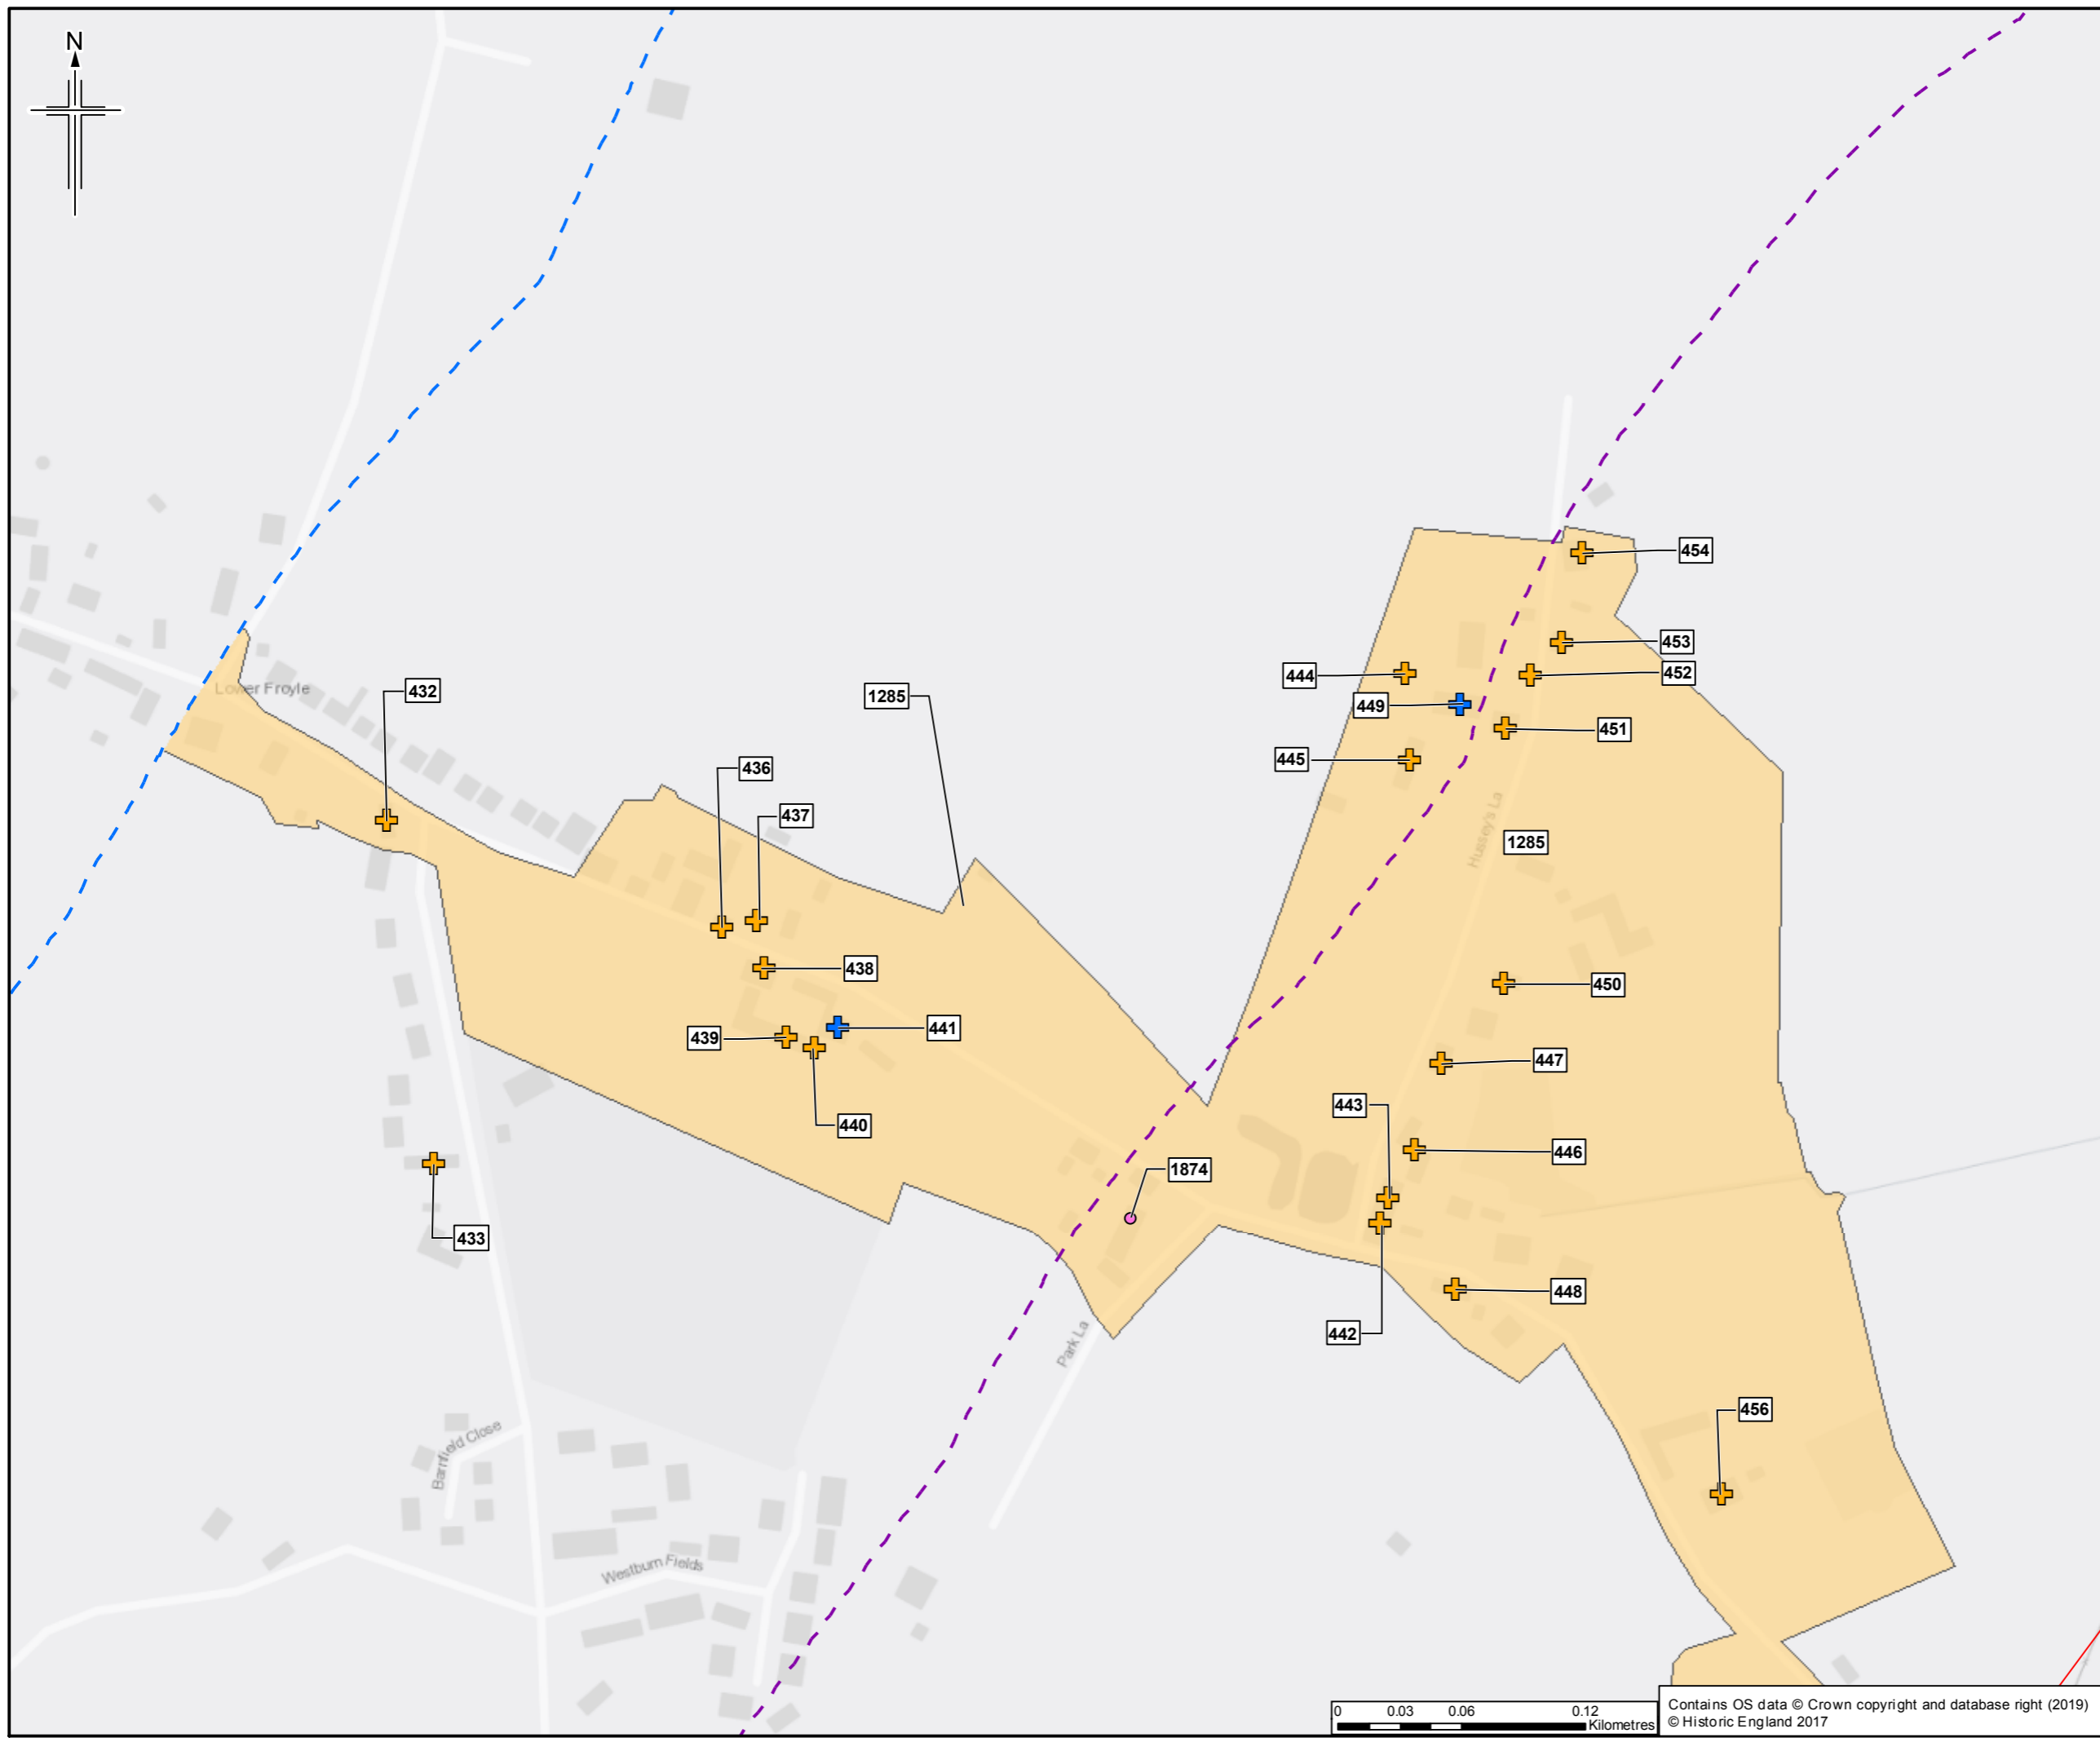 N
454
453
444
452
Lower Froyle
432
1285
449
451
445
436
437
Hussey's La
1285
438
450
441
439
447
443
440
446
1874
433
448
442
Park La
456
Barnfield Close
Westburn Fields
0 0.03 0.06 0.12
Kilometres
Contains OS data © Crown copyright and database right (2019)
© Historic England 2017